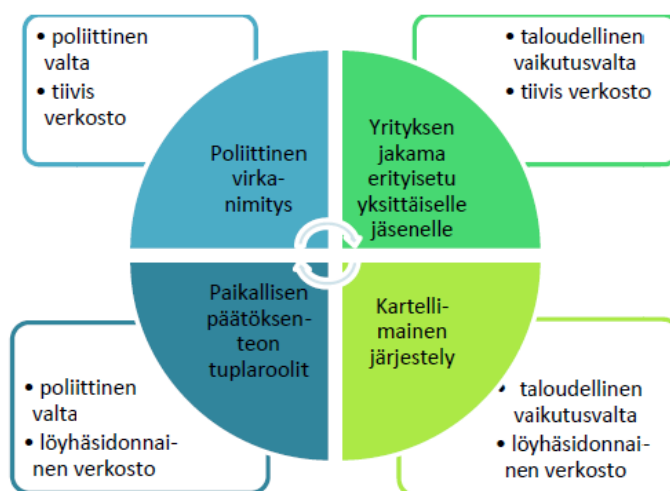 • poliittinen
valta
• tiivis
verkosto
• taloudellinen
vaikutusvalta
• tiivis verkosto
Poliittinen
virka-
nimitys
Yrityksen
jakama
erityisetu
yksittäiselle
jäsenelle
Paikallisen
päätöksen-
teon
tuplaroolit
Kartelli-
mainen
järjestely
• poliittinen
valta
• löyhäsidonnai-
nen verkosto
• taloudellinen
vaikutusvalta
• löyhäsidonnai-
nen verkosto